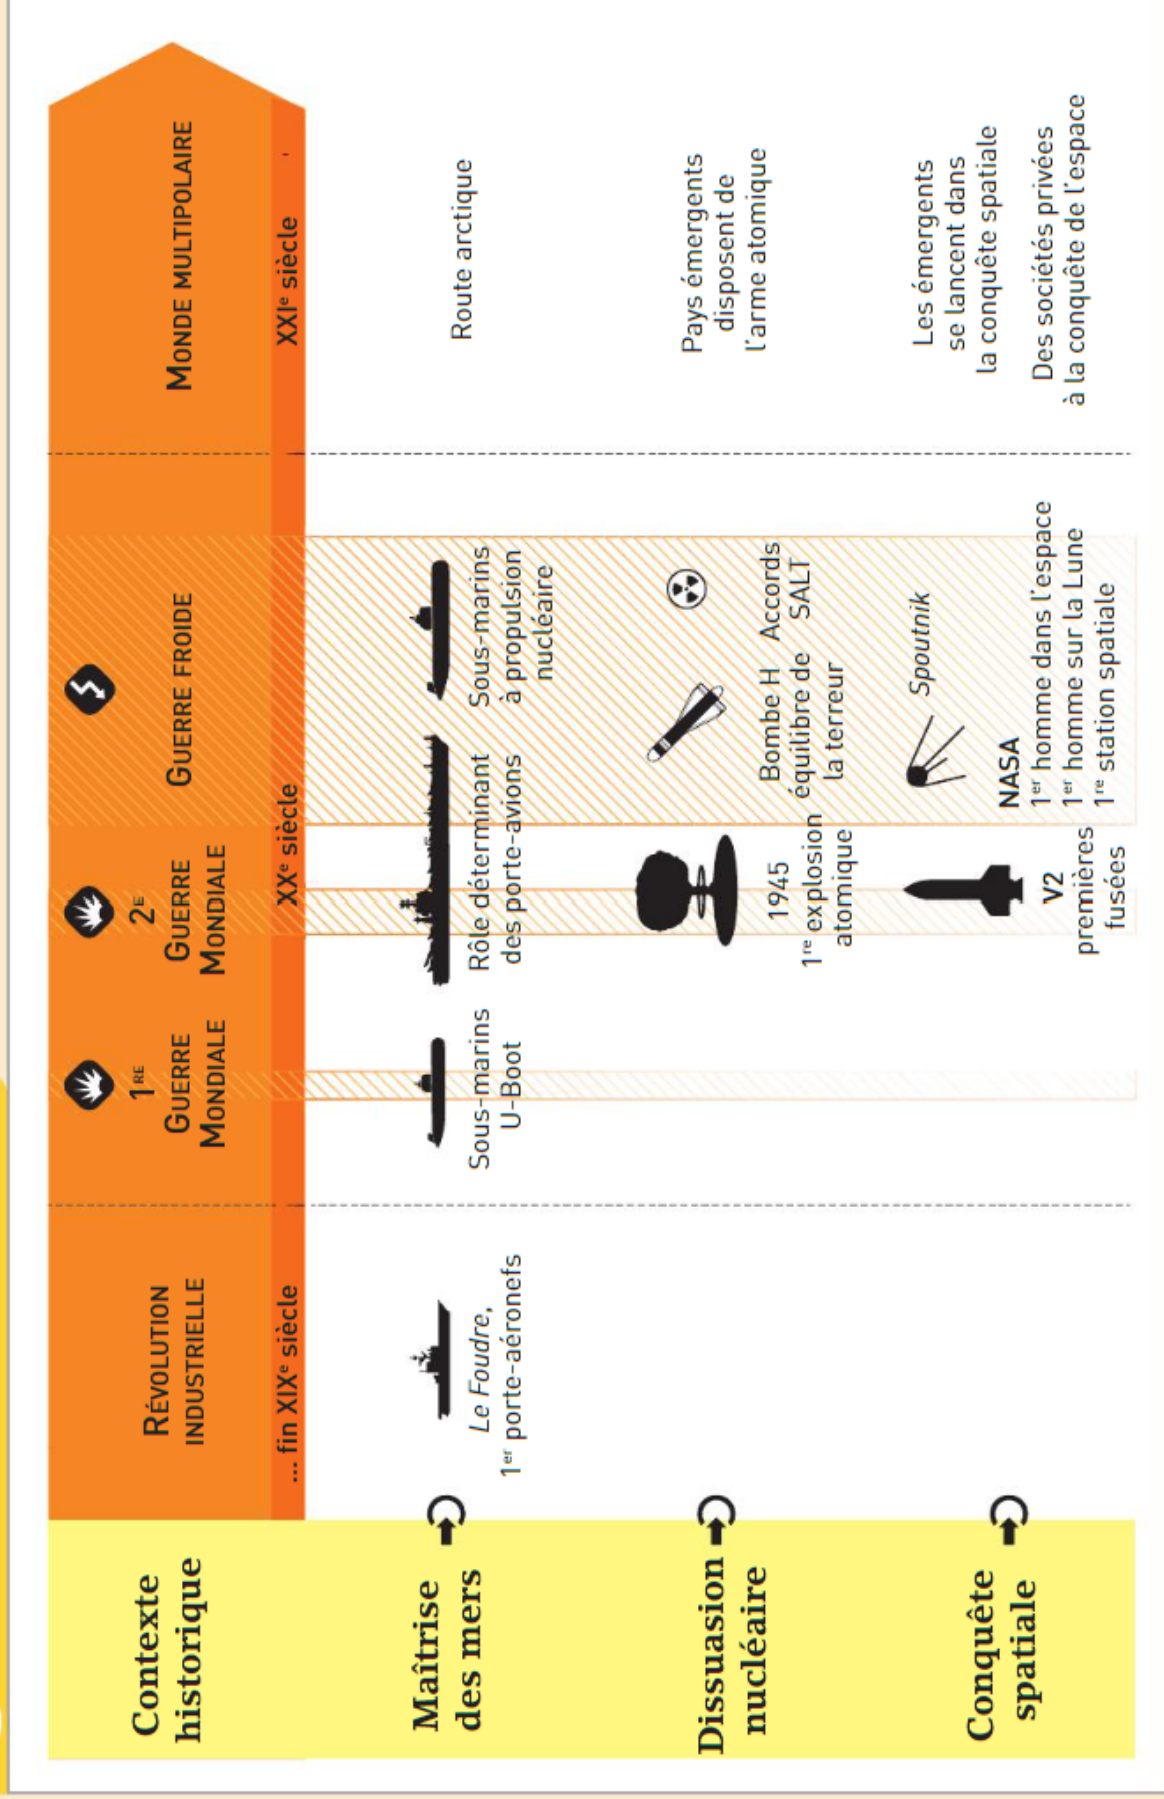 Contexte
historique
RÉVOLUTION
INDUSTRIELLE
1RE
GUERRE
MONDIALE
2E
GUERRE
MONDIALE
GUERRE FROIDE
MONDE MULTIPOLAIRE
... fin XIXe siècle
XXe siècle
XXIe siècle
Maîtrise
des mers
Le Foudre,
1er porte-aéronefs
Sous-marins
U-Boot
Rôle déterminant
des porte-avions
Sous-marins
à propulsion
nucléaire
Route arctique
Dissuasion
nucléaire
1945
1re explosion
atomique
Bombe H
équilibre de
la terreur
Accords
SALT
Pays émergents
disposent de
l'arme atomique
Conquête
spatiale
V2
premières
fusées
Spoutnik
NASA
1er homme dans l'espace
1er homme sur la Lune
1re station spatiale
Les émergents
se lancent dans
la conquête spatiale
Des sociétés privées
à la conquête de l'espace